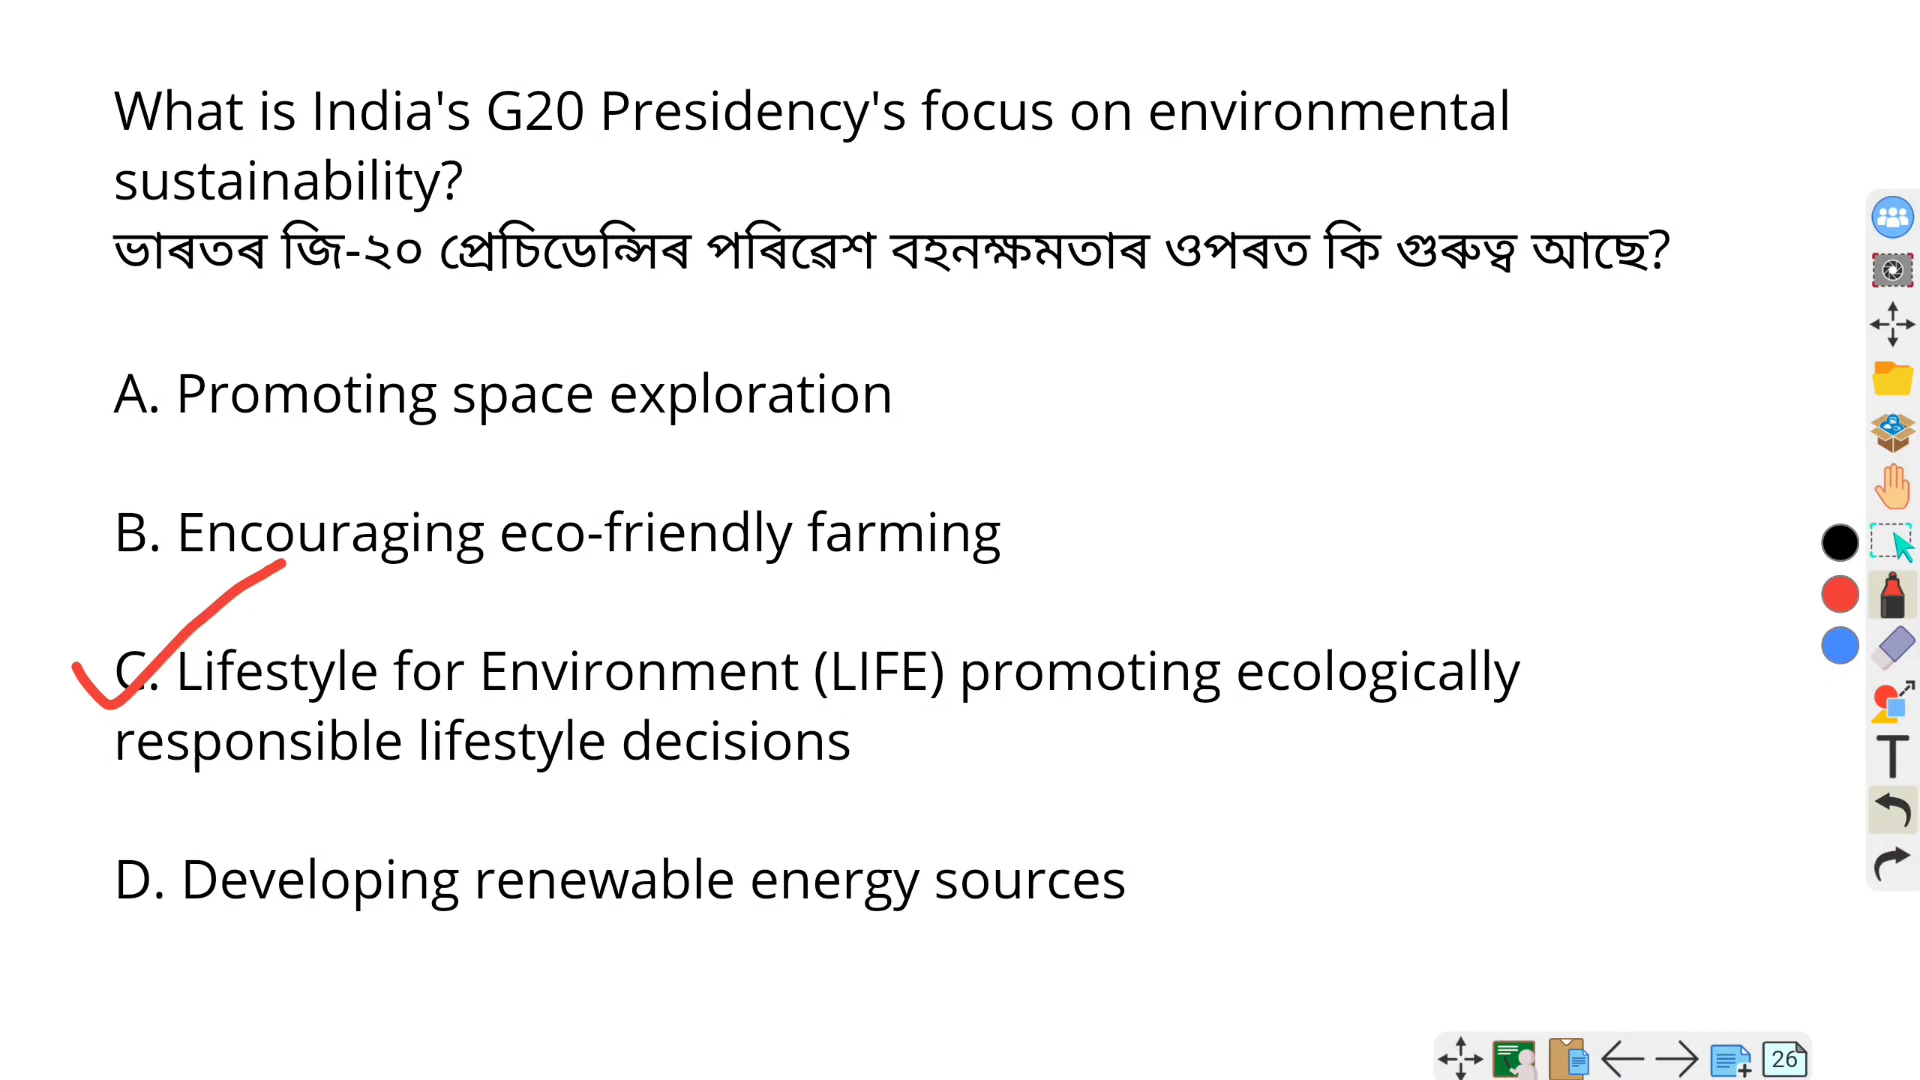 What is India's G20 Presidency's focus on environmental
sustainability?
ভাৰতৰ জি-২০ প্ৰেচিডেন্সিৰ পৰিৱেশ বহনক্ষমতাৰ ওপৰত কি গুৰুত্ব আছে?
A. Promoting space exploration
B. Encouraging eco-friendly farming
C. Lifestyle for Environment (LIFE) promoting ecologically
responsible lifestyle decisions
D. Developing renewable energy sources
T
26